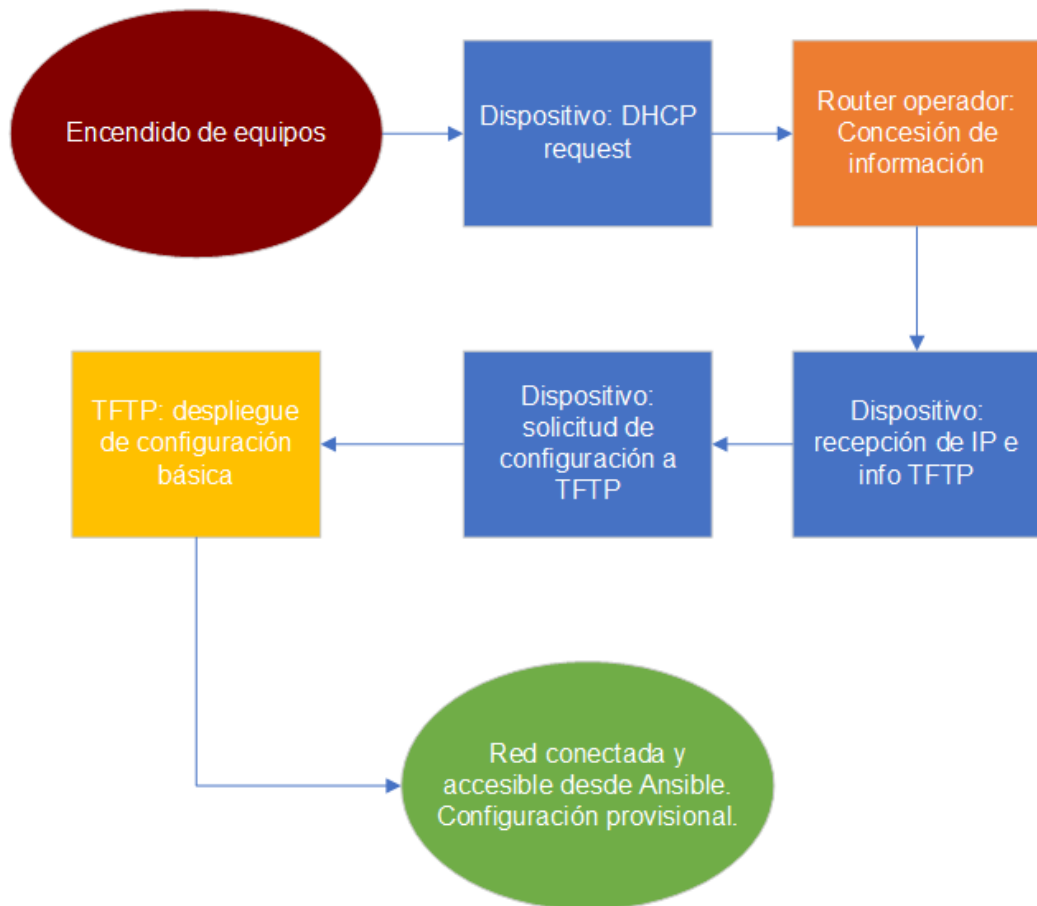 Encendido de equipos
Dispositivo: DHCP
request
Router operador:
Concesión de
información
Dispositivo:
recepción de IP e
info TFTP
Dispositivo:
solicitud de
configuración a
TFTP
TFTP: despliegue
de configuración
básica
Red conectada y
accesible desde Ansible.
Configuración provisional.